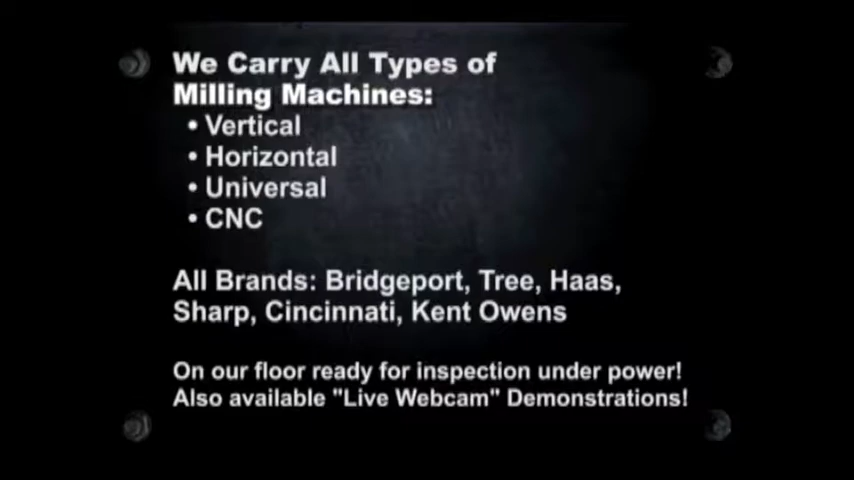 We Carry All Types of
Milling Machines:
• Vertical
• Horizontal
• Universal
• CNC
All Brands: Bridgeport, Tree, Haas,
Sharp, Cincinnati, Kent Owens
On our floor ready for inspection under power!
Also available "Live Webcam" Demonstrations!